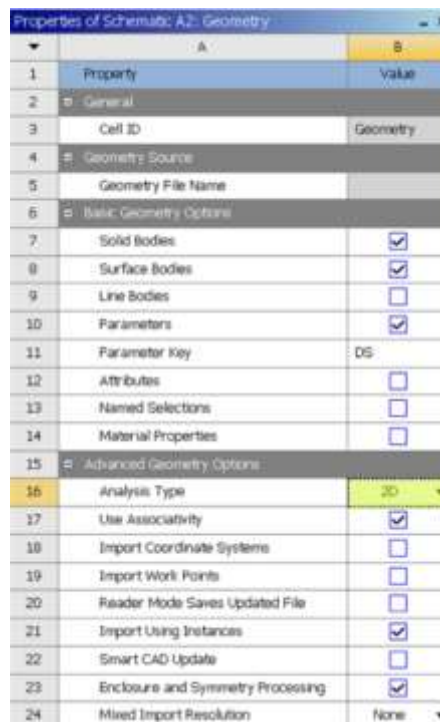 Properties of Schematic A2: Geometry
A B
1 Property Value
2 General
3 Cell ID Geometry
4 Geometry Source
5 Geometry File Name
6 Basic Geometry Options
7 Solid Bodies
8 Surface Bodies
9 Line Bodies
10 Parameters
11 Parameter Key DS
12 Attributes
13 Named Selections
14 Material Properties
15 Advanced Geometry Options
16 Analysis Type 2D
17 Use Associativity
18 Import Coordinate Systems
19 Import Work Points
20 Reader Mode Saves Updated File
21 Import Using Instances
22 Smart CAD Update
23 Enclosure and Symmetry Processing
24 Mixed Import Resolution None